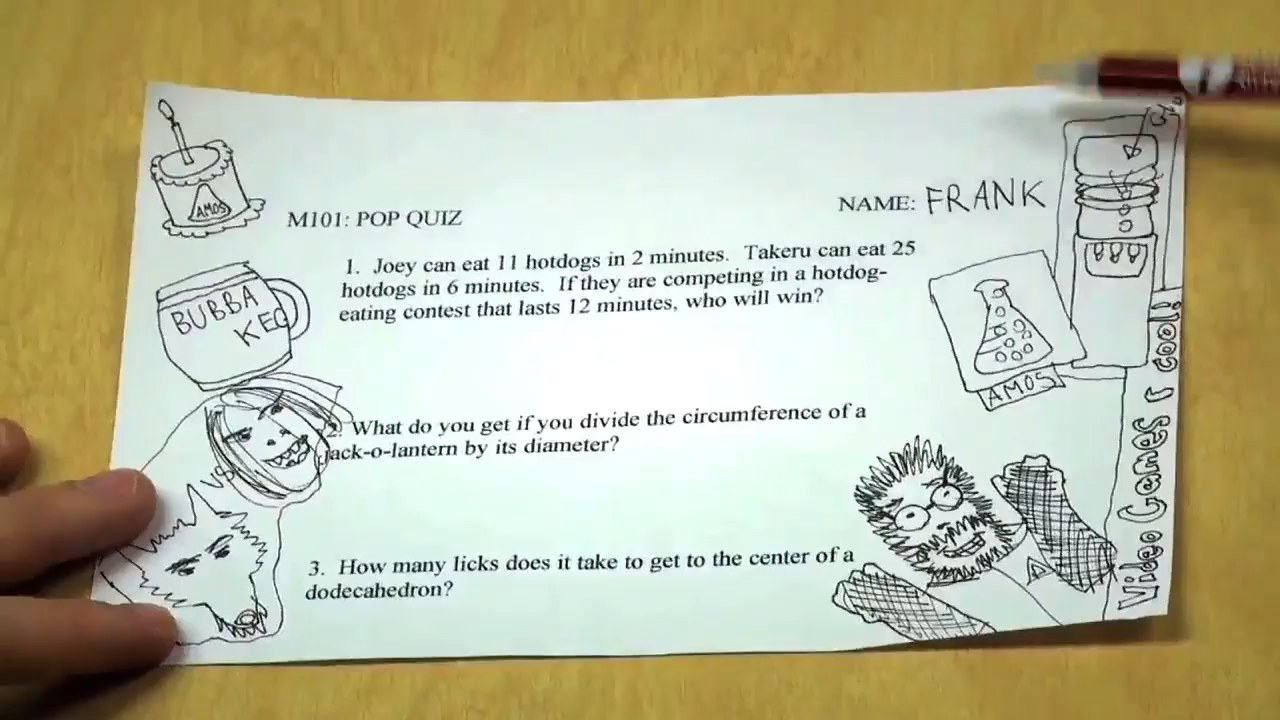 M101: POP QUIZ
NAME: FRANK
1. Joey can eat 11 hotdogs in 2 minutes. Takeru can eat 25
hotdogs in 6 minutes. If they are competing in a hotdog-
eating contest that lasts 12 minutes, who will win?
2. What do you get if you divide the circumference of a
jack-o-lantern by its diameter?
3. How many licks does it take to get to the center of a
dodecahedron?
AMOS
BUBBA
KEG
VS
AMOS
Video Games r cool!